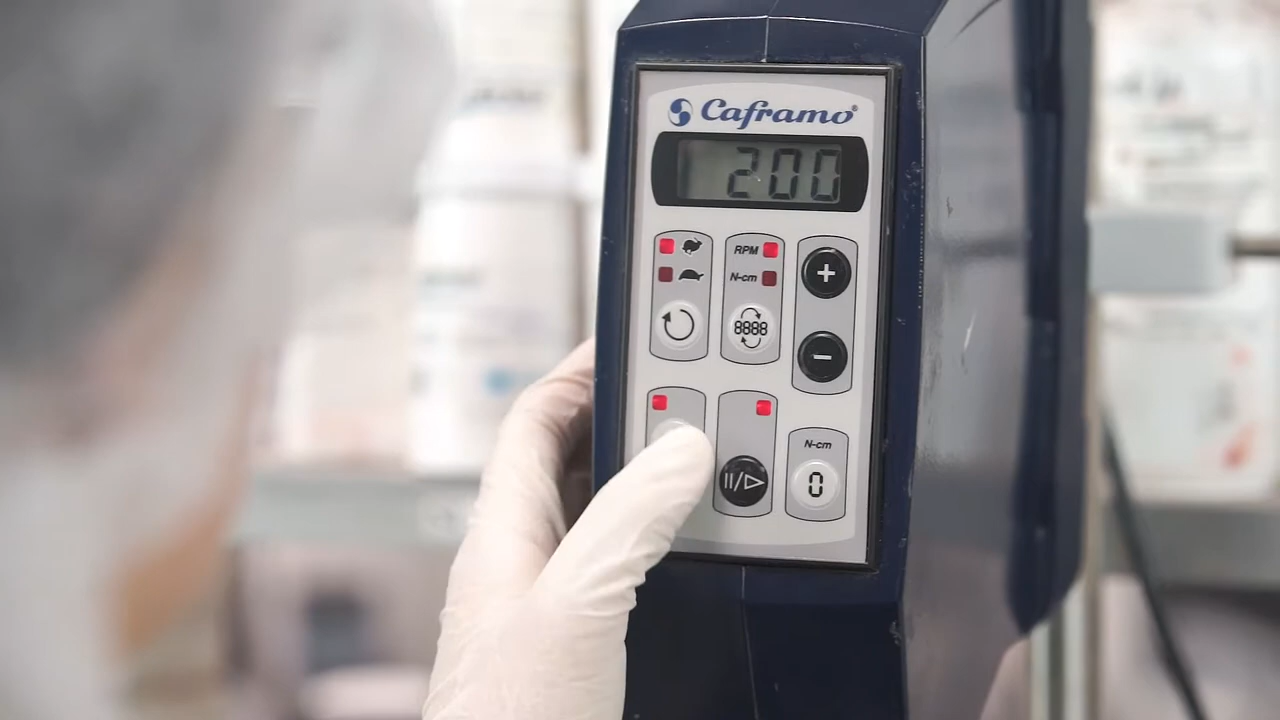 Caframo®
200
RPM
N-cm
8888
+
-
II/▷
N-cm
0